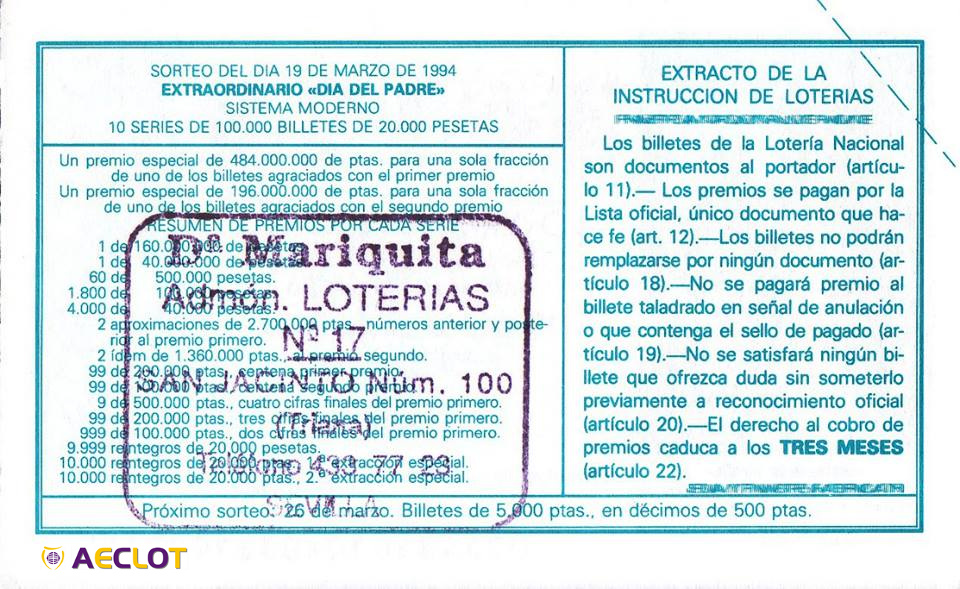 SORTEO DEL DIA 19 DE MARZO DE 1994
EXTRAORDINARIO «DIA DEL PADRE»
SISTEMA MODERNO
10 SERIES DE 100.000 BILLETES DE 20.000 PESETAS
Un premio especial de 484.000.000 de ptas. para una sola fracción
de uno de los billetes agraciados con el primer premio
Un premio especial de 196.000.000 de ptas. para una sola fracción
de uno de los billetes agraciados con el segundo premio
RESUMEN DE PREMIOS POR CADA SERIE
1 de 160.000.000 de pesetas.
1 de 40.000.000 de pesetas.
60 de 500.000 pesetas.
1.800 de 100.000 pesetas.
4.000 de 40.000 pesetas.
2 aproximaciones de 2.700.000 ptas., números anterior y poste-
rior al premio primero.
2 ídem de 1.360.000 ptas., al premio segundo.
99 de 200.000 ptas., centena primer premio.
99 de 200.000 ptas., centena segundo premio.
9 de 500.000 ptas., cuatro cifras finales del premio primero.
99 de 200.000 ptas., tres cifras finales del premio primero.
999 de 100.000 ptas., dos cifras finales del premio primero.
9.999 reintegros de 20.000 pesetas.
10.000 reintegros de 20.000 ptas., 1.ª extracción especial.
10.000 reintegros de 20.000 ptas., 2.ª extracción especial.
Dª Mariquita
Admón. LOTERIAS
Nº 17
SAN JACINTO Núm. 100
(Triana)
Teléfono 433 77 23
SEVILLA
EXTRACTO DE LA
INSTRUCCION DE LOTERIAS
Los billetes de la Lotería Nacional
son documentos al portador (artícu-
lo 11).— Los premios se pagan por la
Lista oficial, único documento que ha-
ce fe (art. 12).—Los billetes no podrán
remplazarse por ningún documento (ar-
tículo 18).—No se pagará premio al
billete taladrado en señal de anulación
o que contenga el sello de pagado (ar-
tículo 19).—No se satisfará ningún bi-
llete que ofrezca duda sin someterlo
previamente a reconocimiento oficial
(artículo 20).—El derecho al cobro de
premios caduca a los TRES MESES
(artículo 22).
Próximo sorteo: 26 de marzo. Billetes de 5.000 ptas., en décimos de 500 ptas.
AECLOT